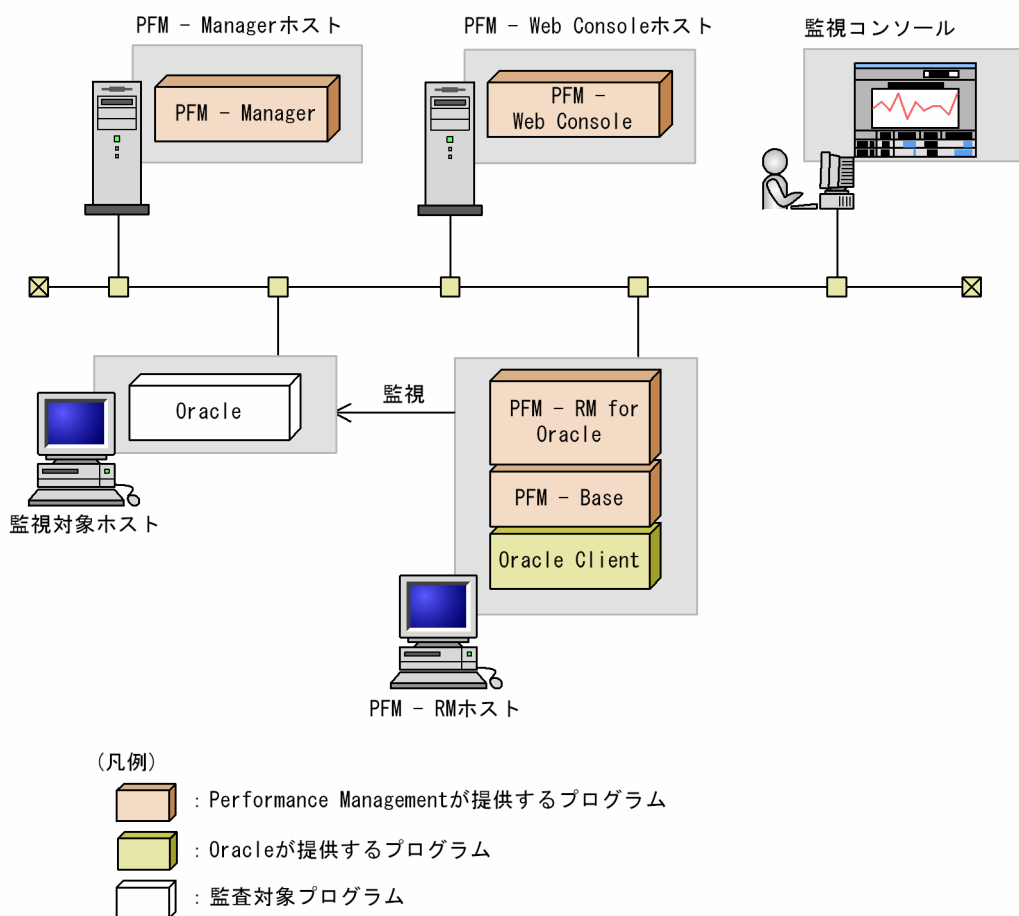 PFM - Managerホスト
PFM - Web Consoleホスト
監視コンソール
PFM - Manager
PFM -
Web Console
Oracle
監視
PFM - RM for
Oracle
PFM - Base
Oracle Client
監視対象ホスト
PFM - RMホスト
(凡例)
: Performance Managementが提供するプログラム
: Oracleが提供するプログラム
: 監査対象プログラム